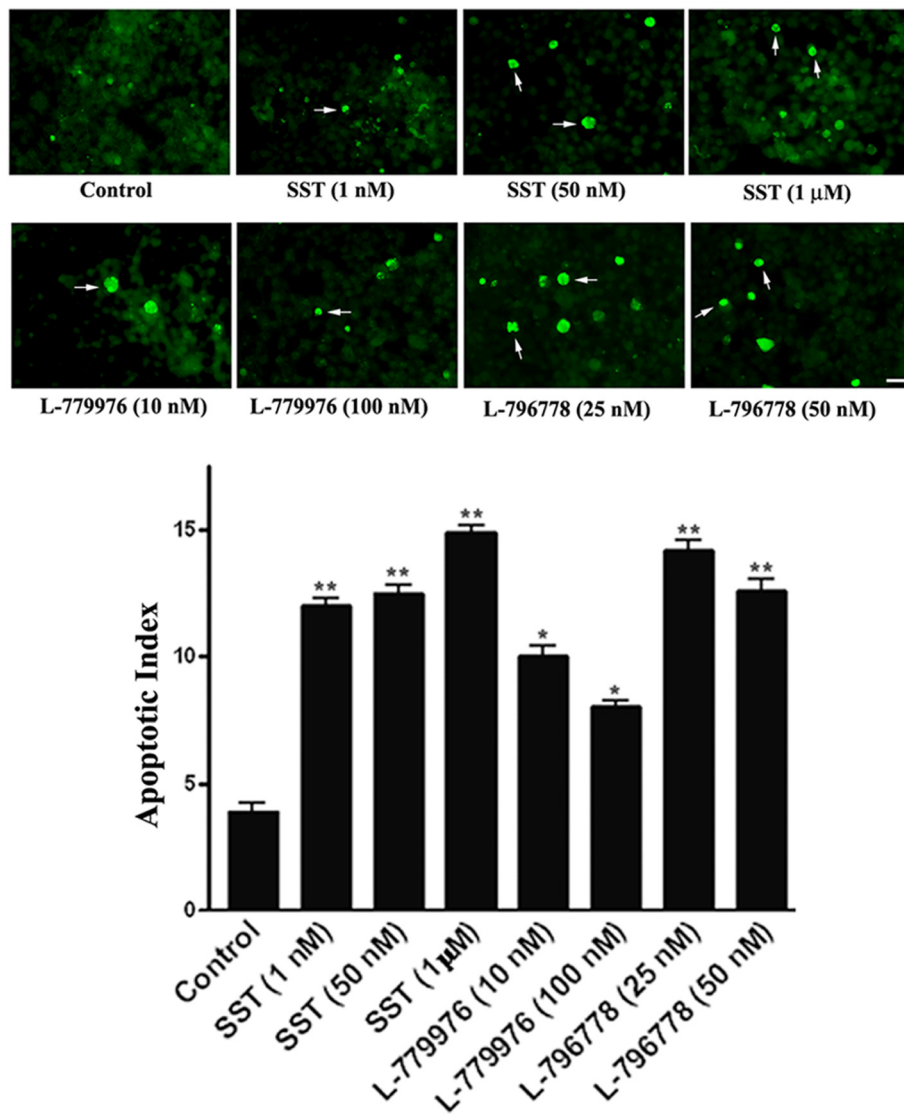 Control
SST (1 nM)
SST (50 nM)
SST (1 µM)
L-779976 (10 nM)
L-779976 (100 nM)
L-796778 (25 nM)
L-796778 (50 nM)
Apoptotic Index
15
10
5
0
**
**
**
*
*
**
**
Control
SST (1 nM)
SST (50 nM)
SST (1µM)
L-779976 (10 nM)
L-779976 (100 nM)
L-796778 (25 nM)
L-796778 (50 nM)